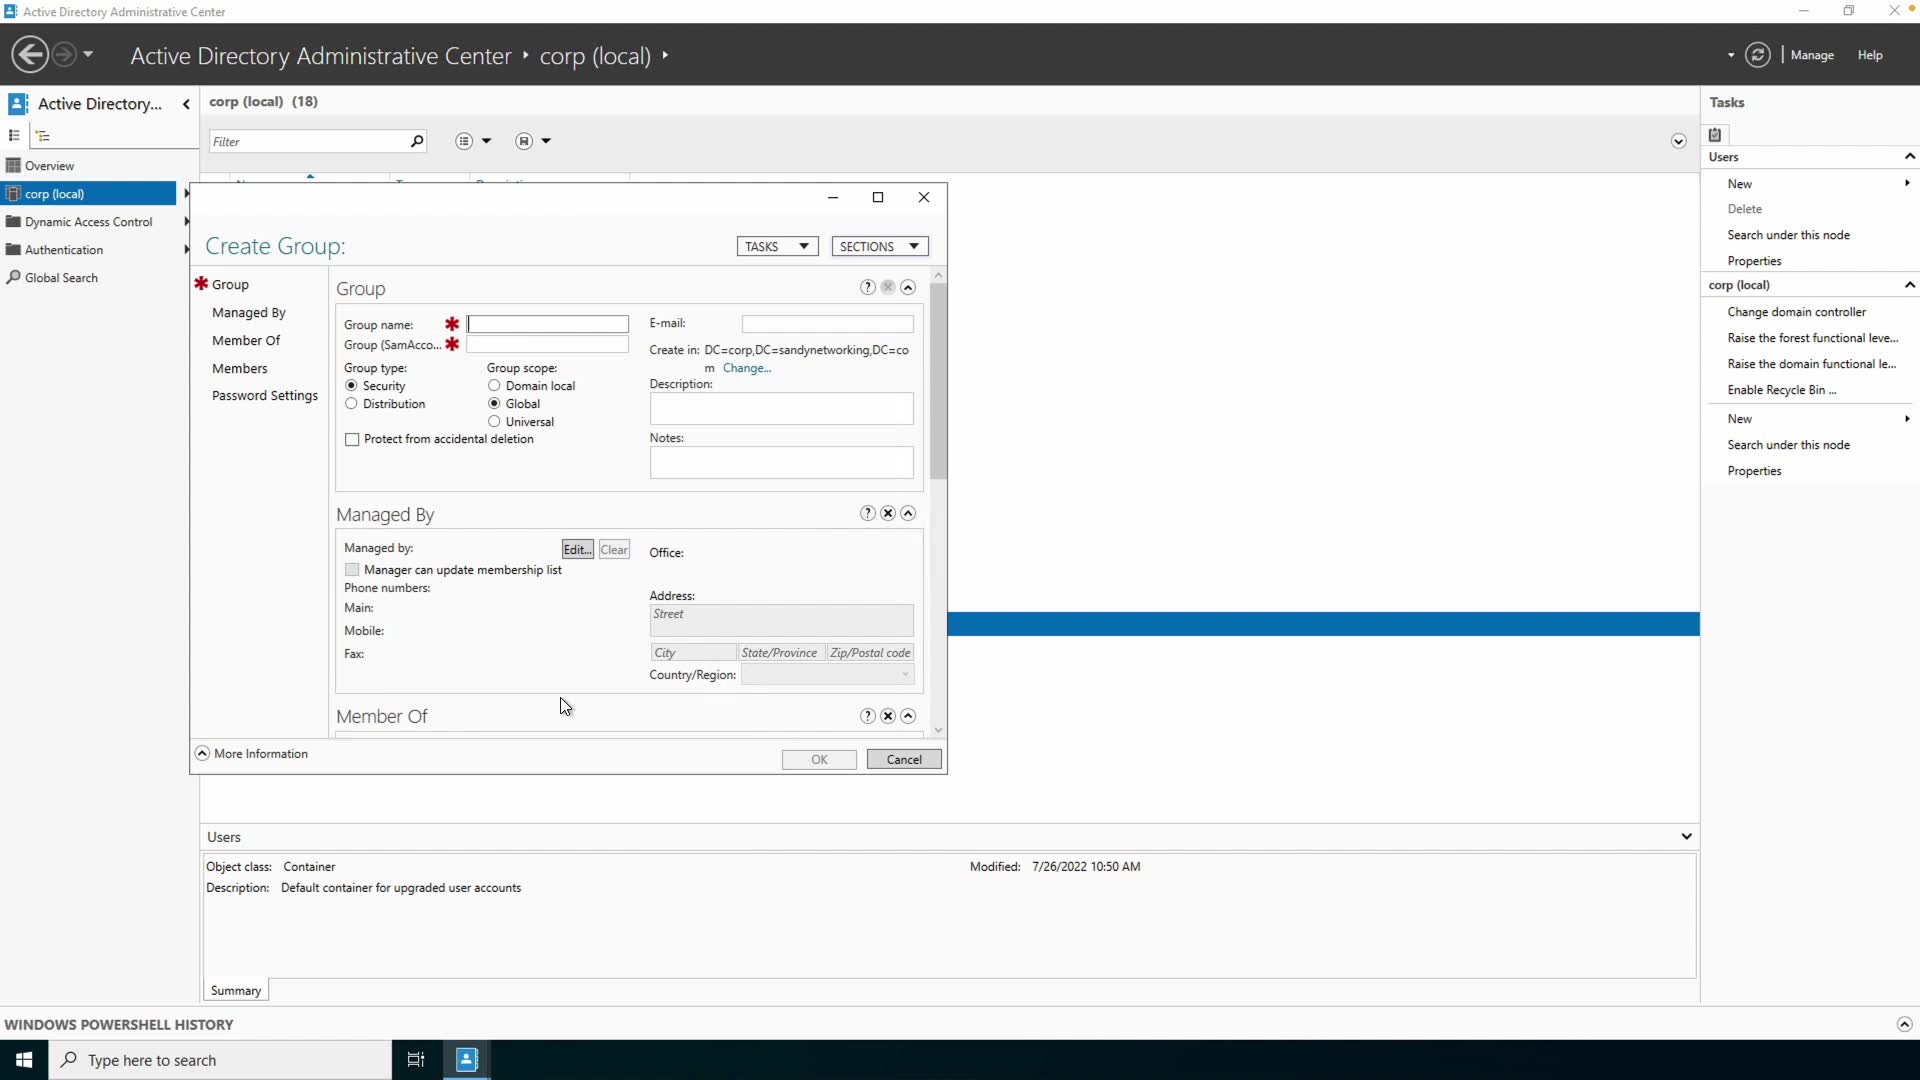 Active Directory Administrative Center
Active Directory Administrative Center ‣ corp (local) ‣
Manage
Help
Active Directory...
corp (local) (18)
Tasks
Filter
Overview
corp (local)
Dynamic Access Control
Authentication
Global Search
Users
New
Delete
Search under this node
Properties
corp (local)
Change domain controller
Raise the forest functional leve...
Raise the domain functional le...
Enable Recycle Bin ...
New
Search under this node
Properties
Create Group:
TASKS
SECTIONS
Group
Managed By
Member Of
Members
Password Settings
Group
Group name:
Group (SamAcco...
Group type:
Security
Distribution
Group scope:
Domain local
Global
Universal
Protect from accidental deletion
E-mail:
Create in: DC=corp,DC=sandynetworking,DC=co
m Change...
Description:
Notes:
Managed By
Managed by:
Edit...
Clear
Manager can update membership list
Phone numbers:
Main:
Mobile:
Fax:
Office:
Address:
Street
City
State/Province
Zip/Postal code
Country/Region:
Member Of
More Information
OK
Cancel
Users
Object class: Container
Modified: 7/26/2022 10:50 AM
Description: Default container for upgraded user accounts
Summary
WINDOWS POWERSHELL HISTORY
Type here to search